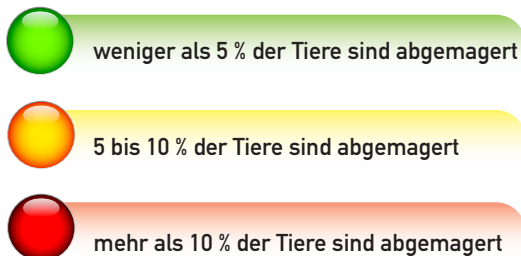 weniger als 5 % der Tiere sind abgemagert
5 bis 10 % der Tiere sind abgemagert
mehr als 10 % der Tiere sind abgemagert